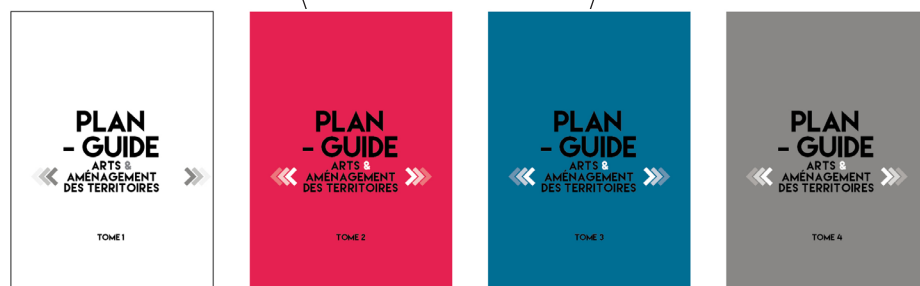 PLAN
- GUIDE
ARTS &
AMÉNAGEMENT
DES TERRITOIRES
TOME 1
PLAN
- GUIDE
ARTS &
AMÉNAGEMENT
DES TERRITOIRES
TOME 2
PLAN
- GUIDE
ARTS &
AMÉNAGEMENT
DES TERRITOIRES
TOME 3
PLAN
- GUIDE
ARTS &
AMÉNAGEMENT
DES TERRITOIRES
TOME 4